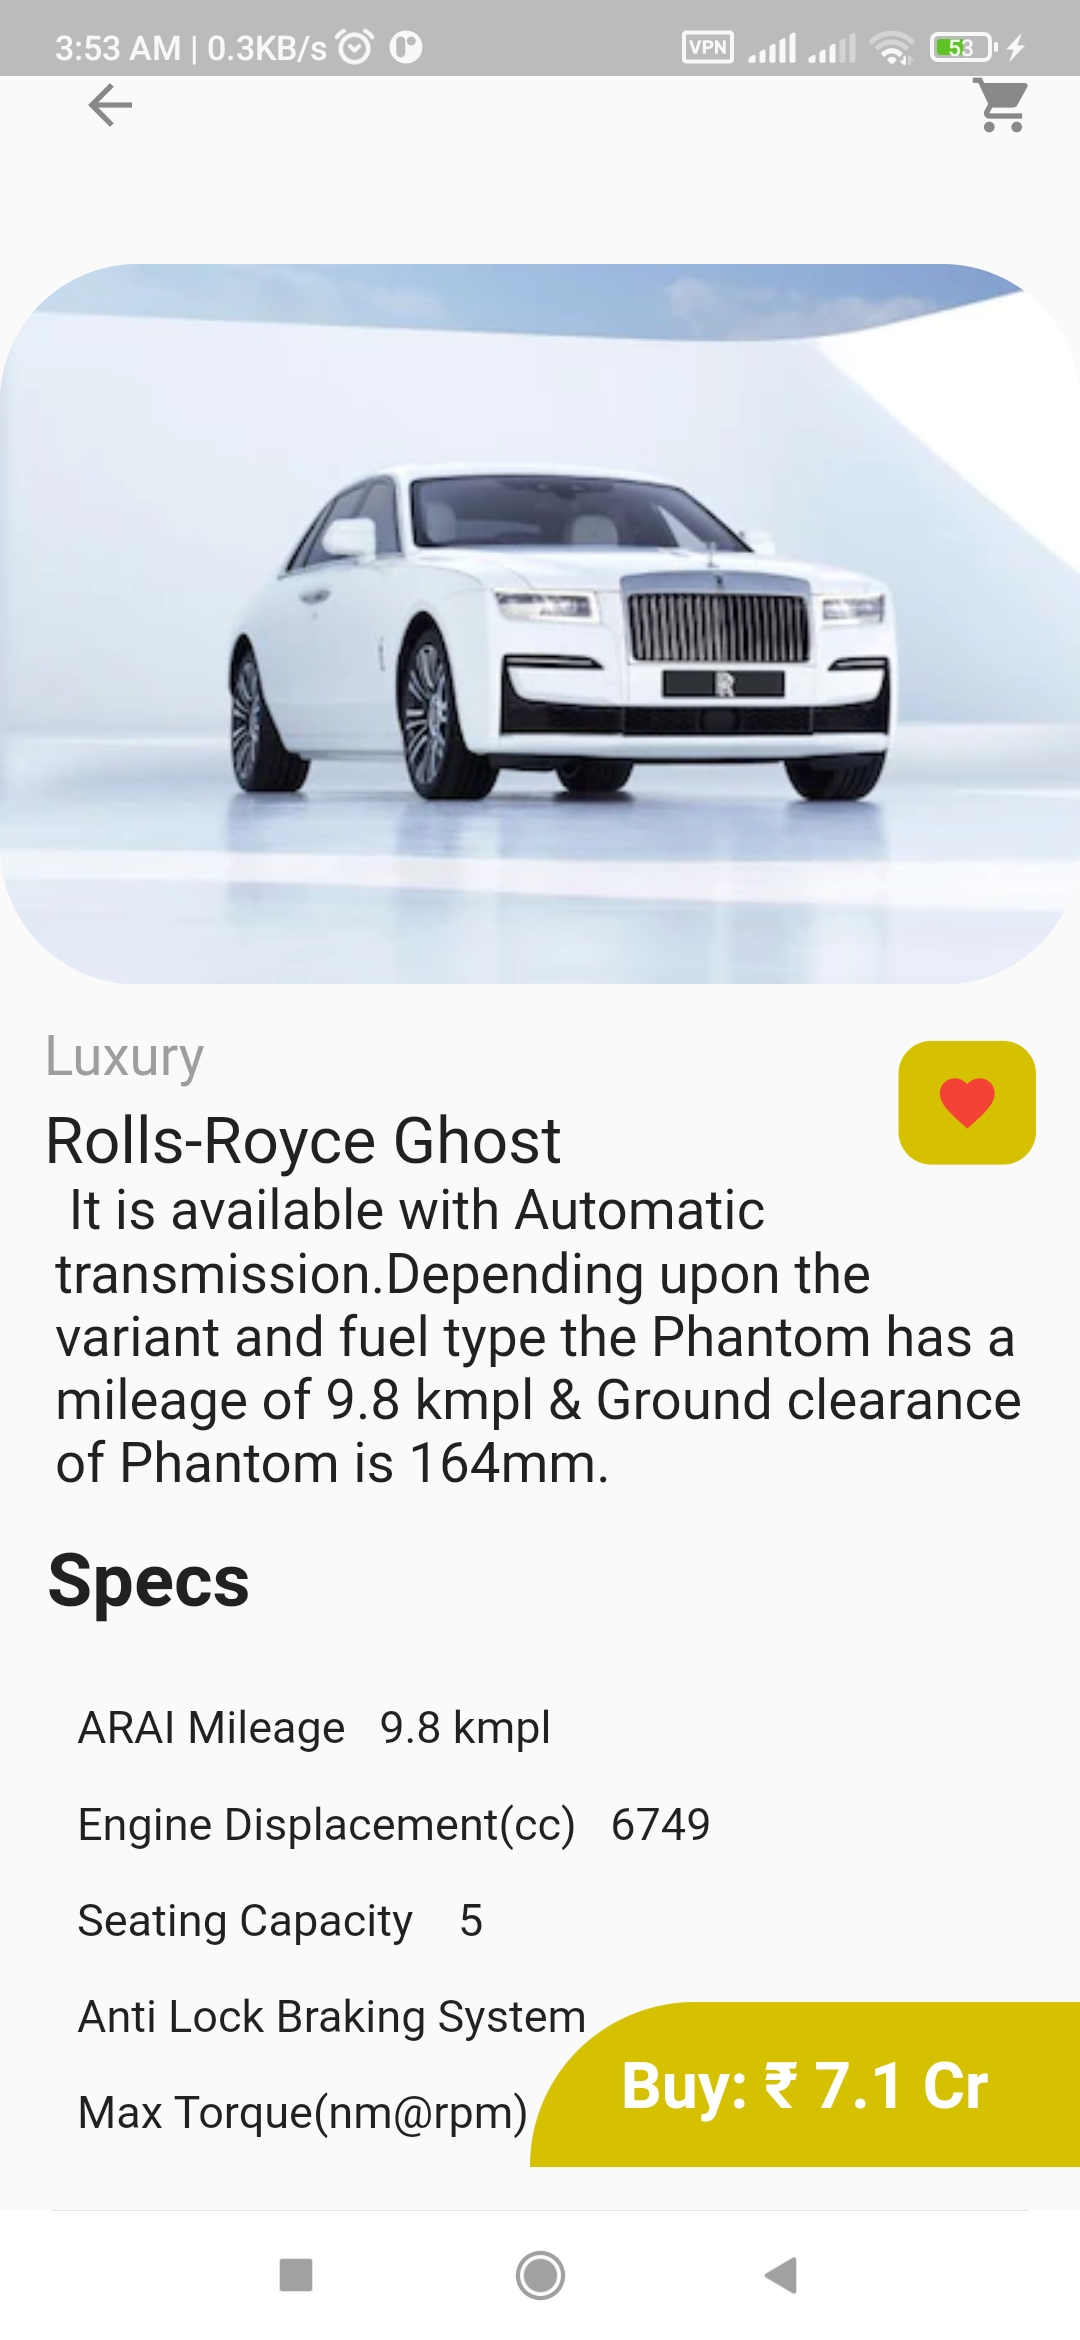 3:53 AM | 0.3KB/s
VPN
53
Luxury
Rolls-Royce Ghost
It is available with Automatic
transmission.Depending upon the
variant and fuel type the Phantom has a
mileage of 9.8 kmpl & Ground clearance
of Phantom is 164mm.
Specs
ARAI Mileage 9.8 kmpl
Engine Displacement(cc) 6749
Seating Capacity 5
Anti Lock Braking System
Max Torque(nm@rpm)
Buy: ₹ 7.1 Cr